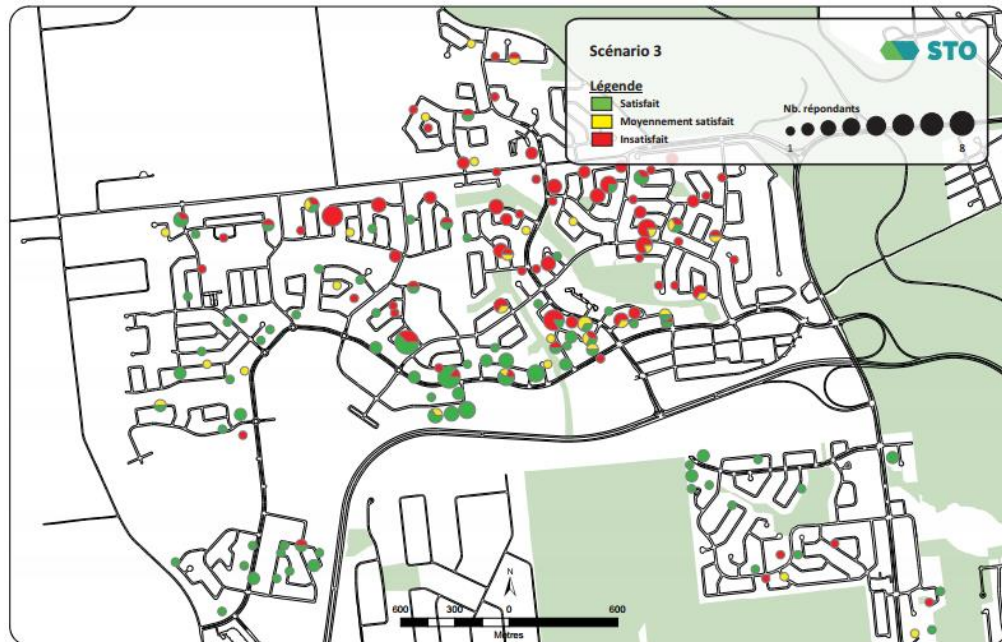 Scénario 3
STO
Légende
Satisfait
Moyennement satisfait
Insatisfait
Nb. répondants
1
8
N
600
300
0
600
Mètres